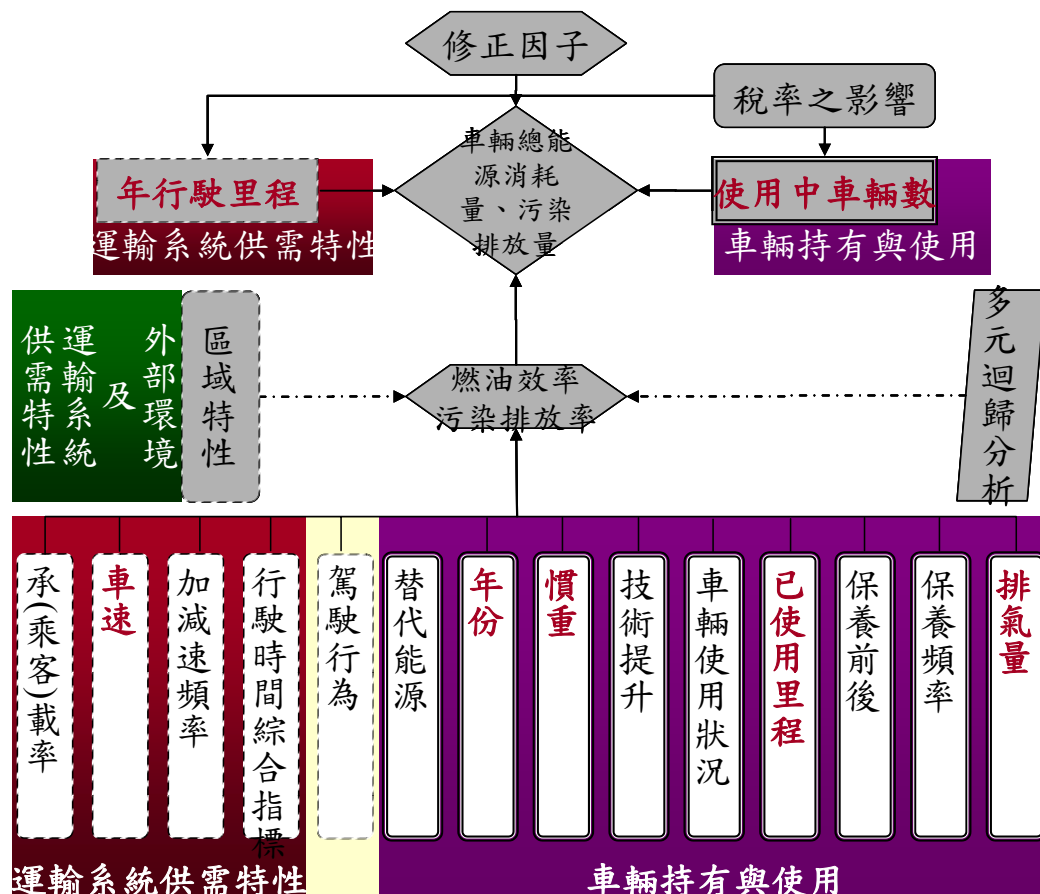 修正因子
稅率之影響
車輛總能
源消耗
量、污染
排放量
年行駛里程
運輸系統供需特性
使用中車輛數
車輛持有與使用
供需特性
運輸系統
及
外部環境
區域特性
燃油效率
污染排放率
多元迴歸分析
承(乘客)載率
車速
加減速頻率
行駛時間綜合指標
駕駛行為
替代能源
年份
慣重
技術提升
車輛使用狀況
已使用里程
保養前後
保養頻率
排氣量
運輸系統供需特性
車輛持有與使用